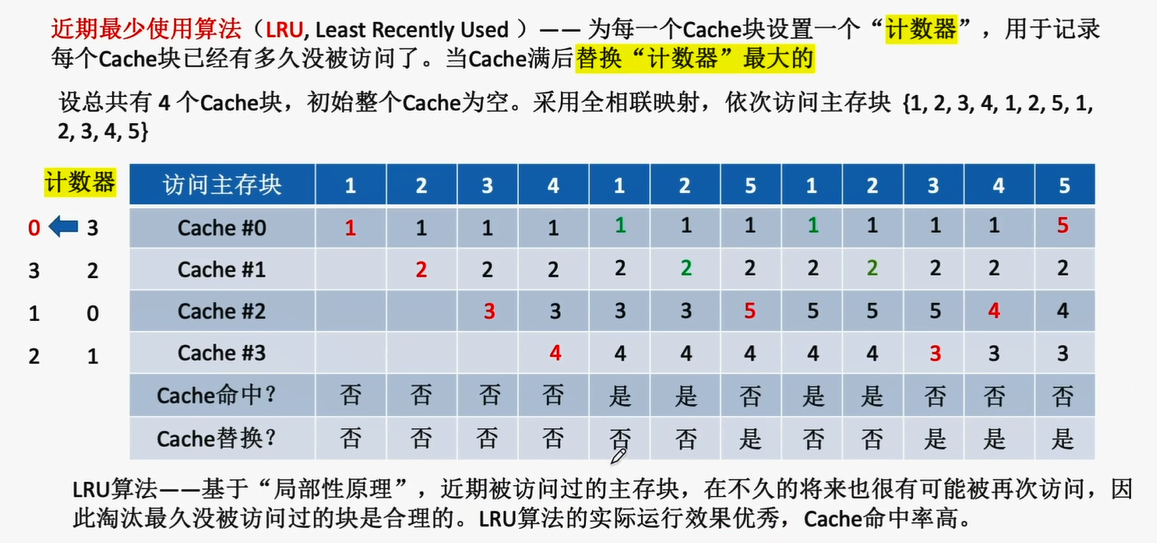 近期最少使用算法（LRU, Least Recently Used ）—— 为每一个Cache块设置一个“计数器”，用于记录
每个Cache块已经有多久没被访问了。当Cache满后替换“计数器”最大的
设总共有 4 个Cache块，初始整个Cache为空。采用全相联映射，依次访问主存块 {1, 2, 3, 4, 1, 2, 5, 1,
2, 3, 4, 5}
计数器 访问主存块 1 2 3 4 1 2 5 1 2 3 4 5
0 3 Cache #0 1 1 1 1 1 1 1 1 1 1 1 5
3 2 Cache #1 2 2 2 2 2 2 2 2 2 2 2
1 0 Cache #2 3 3 3 3 5 5 5 5 4 4
2 1 Cache #3 4 4 4 4 4 4 3 3 3
Cache命中？ 否 否 否 否 是 是 否 是 是 否 否 否
Cache替换？ 否 否 否 否 否 否 是 否 否 是 是 是
LRU算法——基于“局部性原理”，近期被访问过的主存块，在不久的将来也很有可能被再次访问，因
此淘汰最久没被访问过的块是合理的。LRU算法的实际运行效果优秀，Cache命中率高。